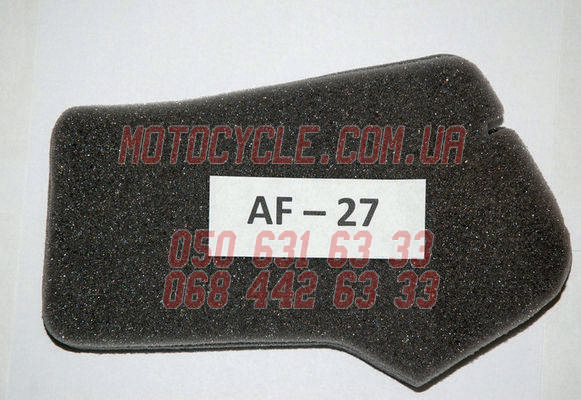 MOTOCYCLE.COM.UA
AF – 27
050 631 63 33
068 442 63 33